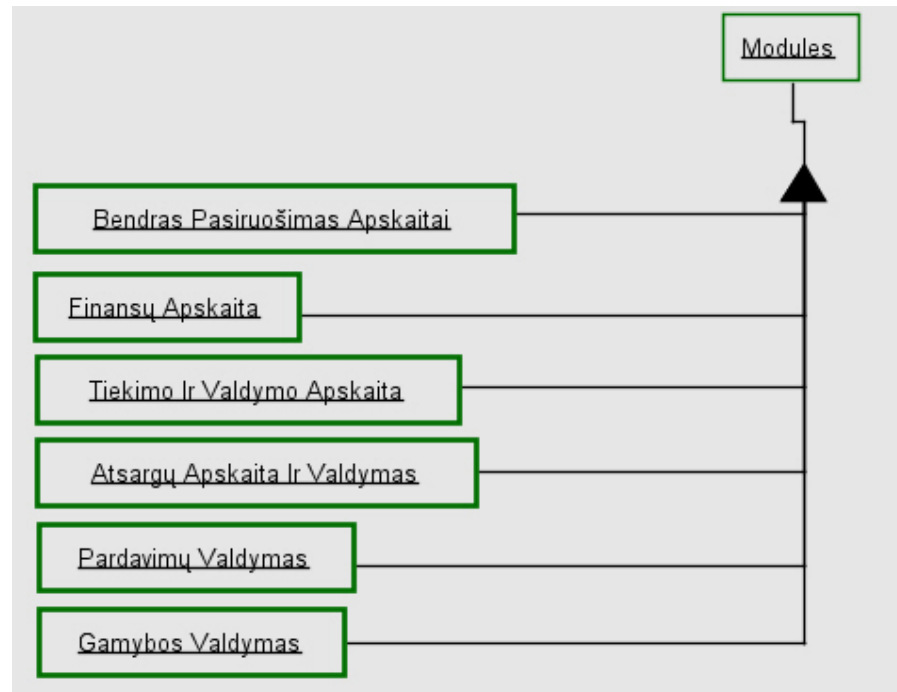 Modules
Bendras Pasiruošimas Apskaitai
Finansų Apskaita
Tiekimo Ir Valdymo Apskaita
Atsargų Apskaita Ir Valdymas
Pardavimų Valdymas
Gamybos Valdymas